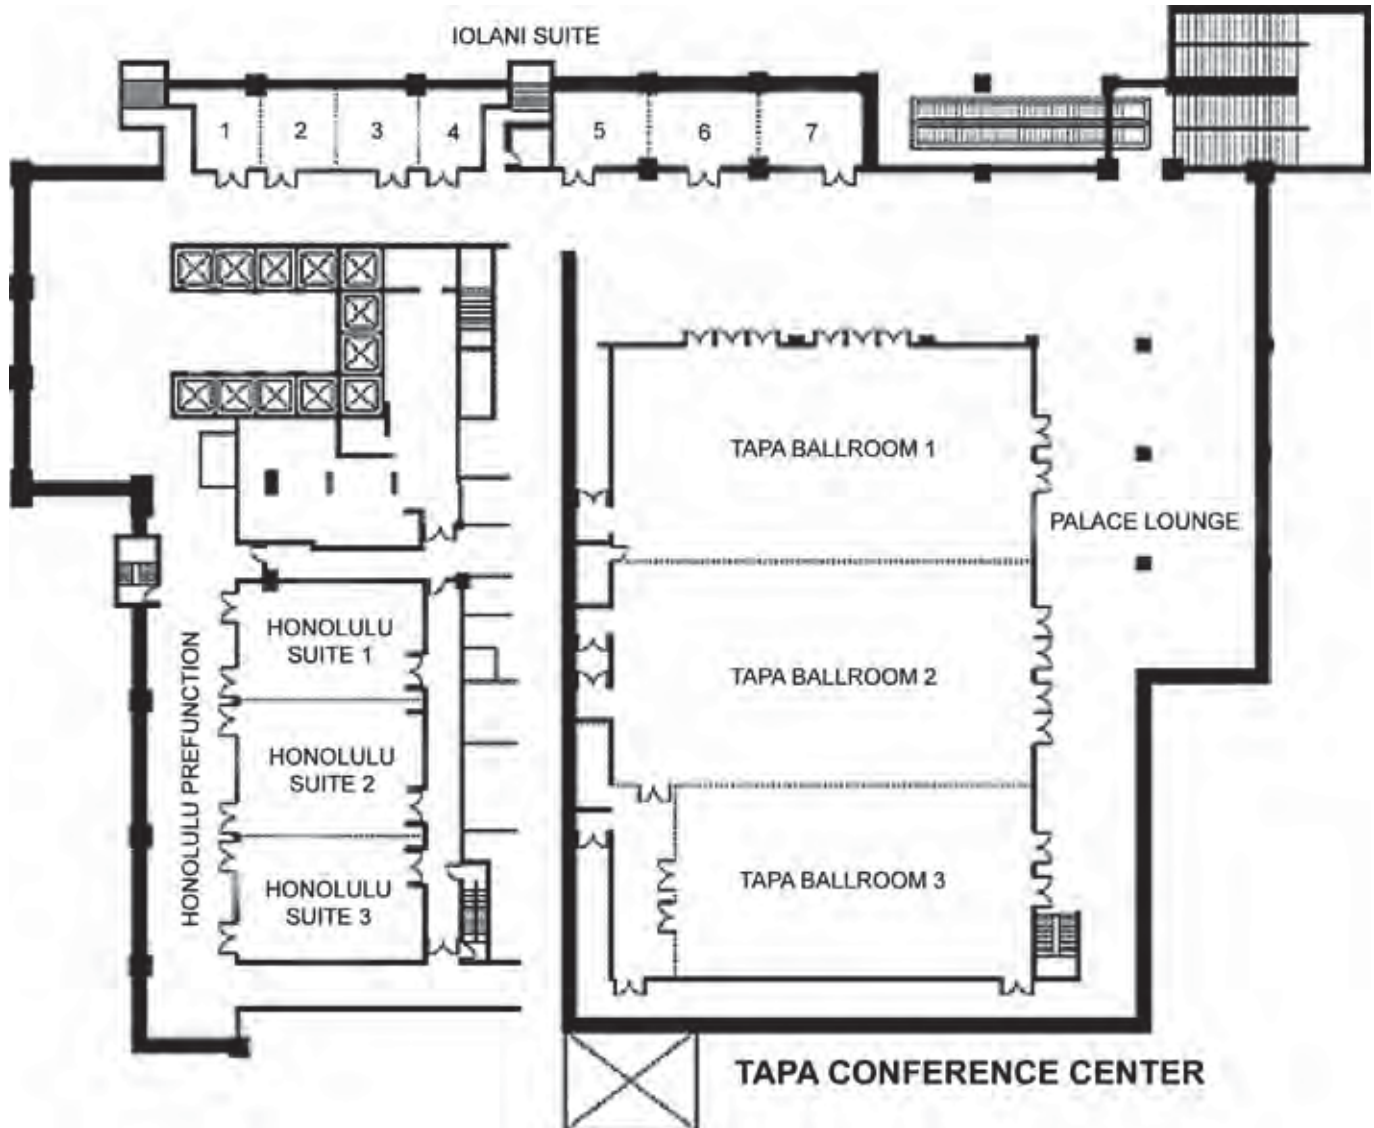 IOLANI SUITE
1
2
3
4
5
6
7
TAPA BALLROOM 1
PALACE LOUNGE
HONOLULU PREFUNCTION
HONOLULU
SUITE 1
TAPA BALLROOM 2
HONOLULU
SUITE 2
HONOLULU
SUITE 3
TAPA BALLROOM 3
TAPA CONFERENCE CENTER